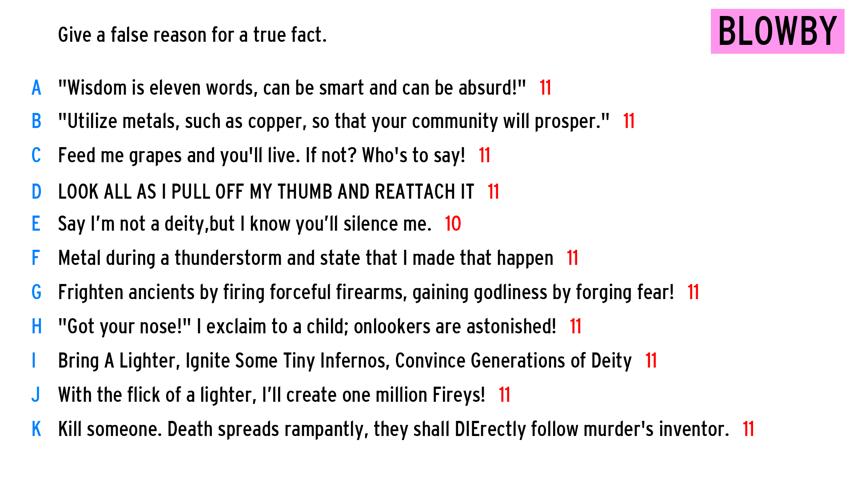 Give a false reason for a true fact.
BLOWBY
A "Wisdom is eleven words, can be smart and can be absurd!" 11
B "Utilize metals, such as copper, so that your community will prosper." 11
C Feed me grapes and you'll live. If not? Who's to say! 11
D LOOK ALL AS I PULL OFF MY THUMB AND REATTACH IT 11
E Say I'm not a deity,but I know you'll silence me. 10
F Metal during a thunderstorm and state that I made that happen 11
G Frighten ancients by firing forceful firearms, gaining godliness by forging fear! 11
H "Got your nose!" I exclaim to a child; onlookers are astonished! 11
I Bring A Lighter, Ignite Some Tiny Infernos, Convince Generations of Deity 11
J With the flick of a lighter, I'll create one million Fireys! 11
K Kill someone. Death spreads rampantly, they shall DIErectly follow murder's inventor. 11